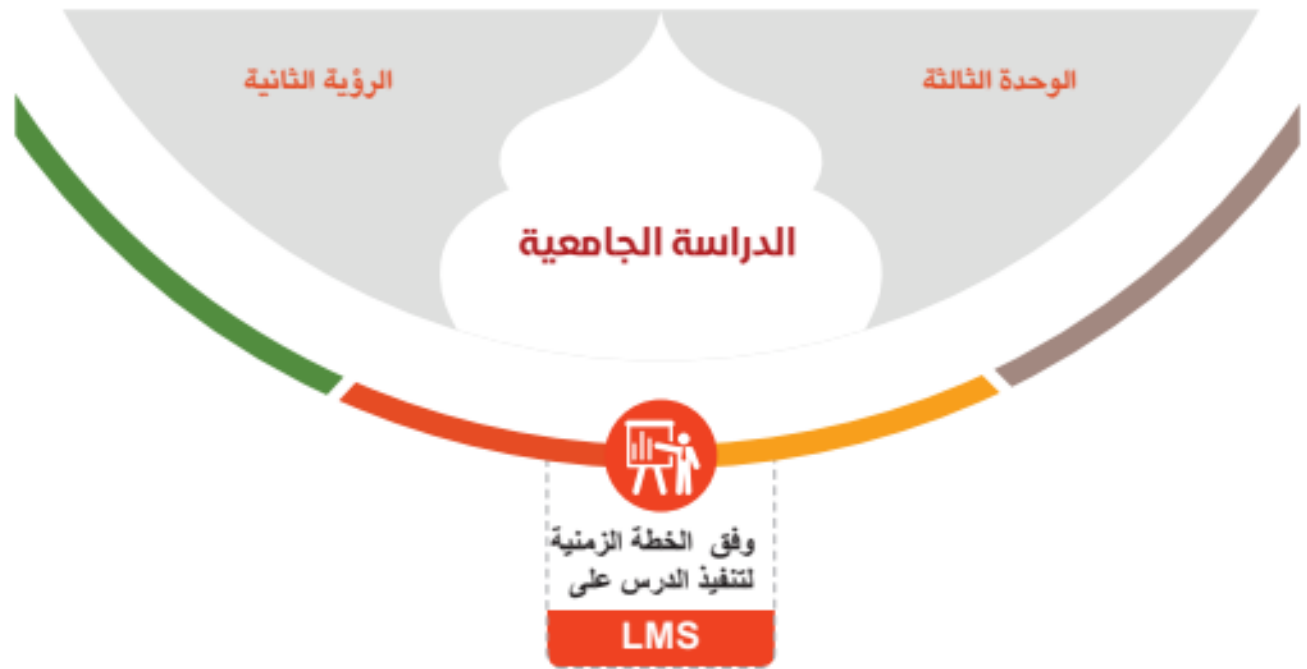 الوحدة الثالثة
الرؤية الثانية
الدراسة الجامعية
وفق الخطة الزمنية
لتنفيذ الدرس على
LMS